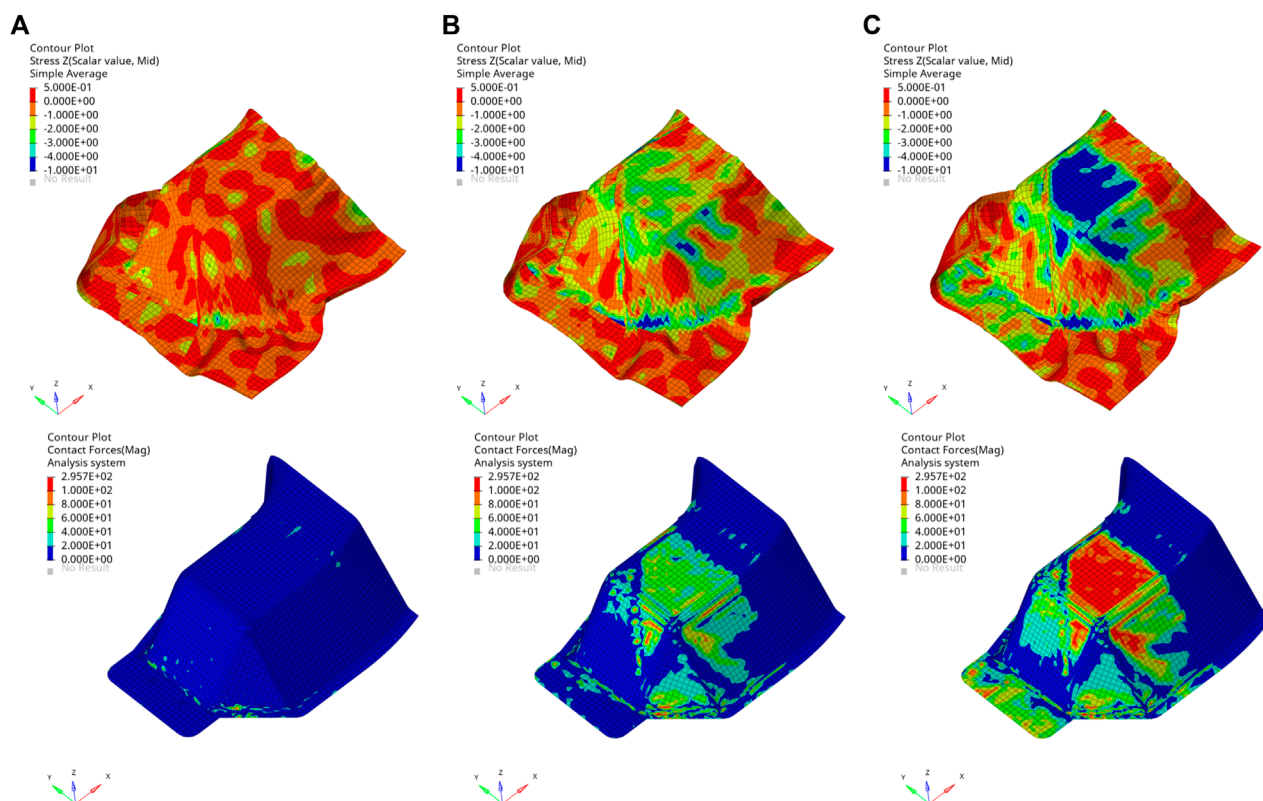 A
Contour Plot
Stress Z(Scalar value, Mid)
Simple Average
5.000E-01
0.000E+00
-1.000E+00
-2.000E+00
-3.000E+00
-4.000E+00
-1.000E+01
No Result
Y Z X
B
Contour Plot
Stress Z(Scalar value, Mid)
Simple Average
5.000E-01
0.000E+00
-1.000E+00
-2.000E+00
-3.000E+00
-4.000E+00
-1.000E+01
No Result
Y Z X
C
Contour Plot
Stress Z(Scalar value, Mid)
Simple Average
5.000E-01
0.000E+00
-1.000E+00
-2.000E+00
-3.000E+00
-4.000E+00
-1.000E+01
No Result
Y Z X
Contour Plot
Contact Forces(Mag)
Analysis system
2.957E+02
1.000E+02
8.000E+01
6.000E+01
4.000E+01
2.000E+01
0.000E+00
No Result
Y Z X
Contour Plot
Contact Forces(Mag)
Analysis system
2.957E+02
1.000E+02
8.000E+01
6.000E+01
4.000E+01
2.000E+01
0.000E+00
No Result
Y Z X
Contour Plot
Contact Forces(Mag)
Analysis system
2.957E+02
1.000E+02
8.000E+01
6.000E+01
4.000E+01
2.000E+01
0.000E+00
No Result
Y Z X